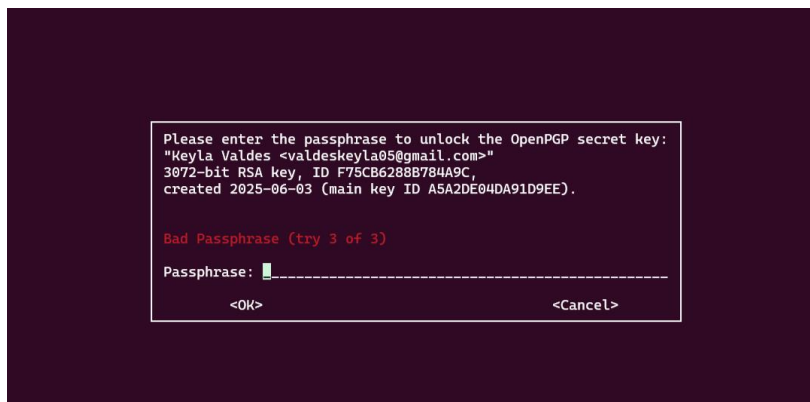 Please enter the passphrase to unlock the OpenPGP secret key:
"Keyla Valdes <valdeskeyla05@gmail.com>"
3072-bit RSA key, ID F75CB6288B784A9C,
created 2025-06-03 (main key ID A5A2DE04DA91D9EE).
Bad Passphrase (try 3 of 3)
Passphrase: ________________________________________________
<OK> <Cancel>